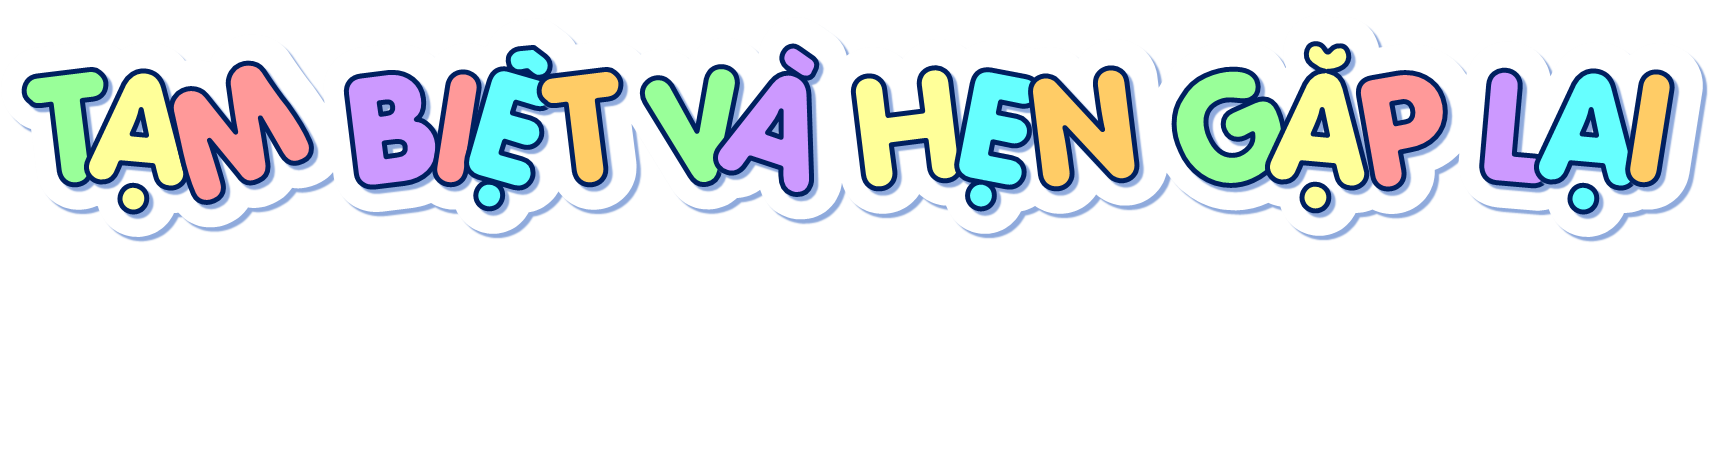 TẠM BIỆT VÀ HẸN GẶP LẠI